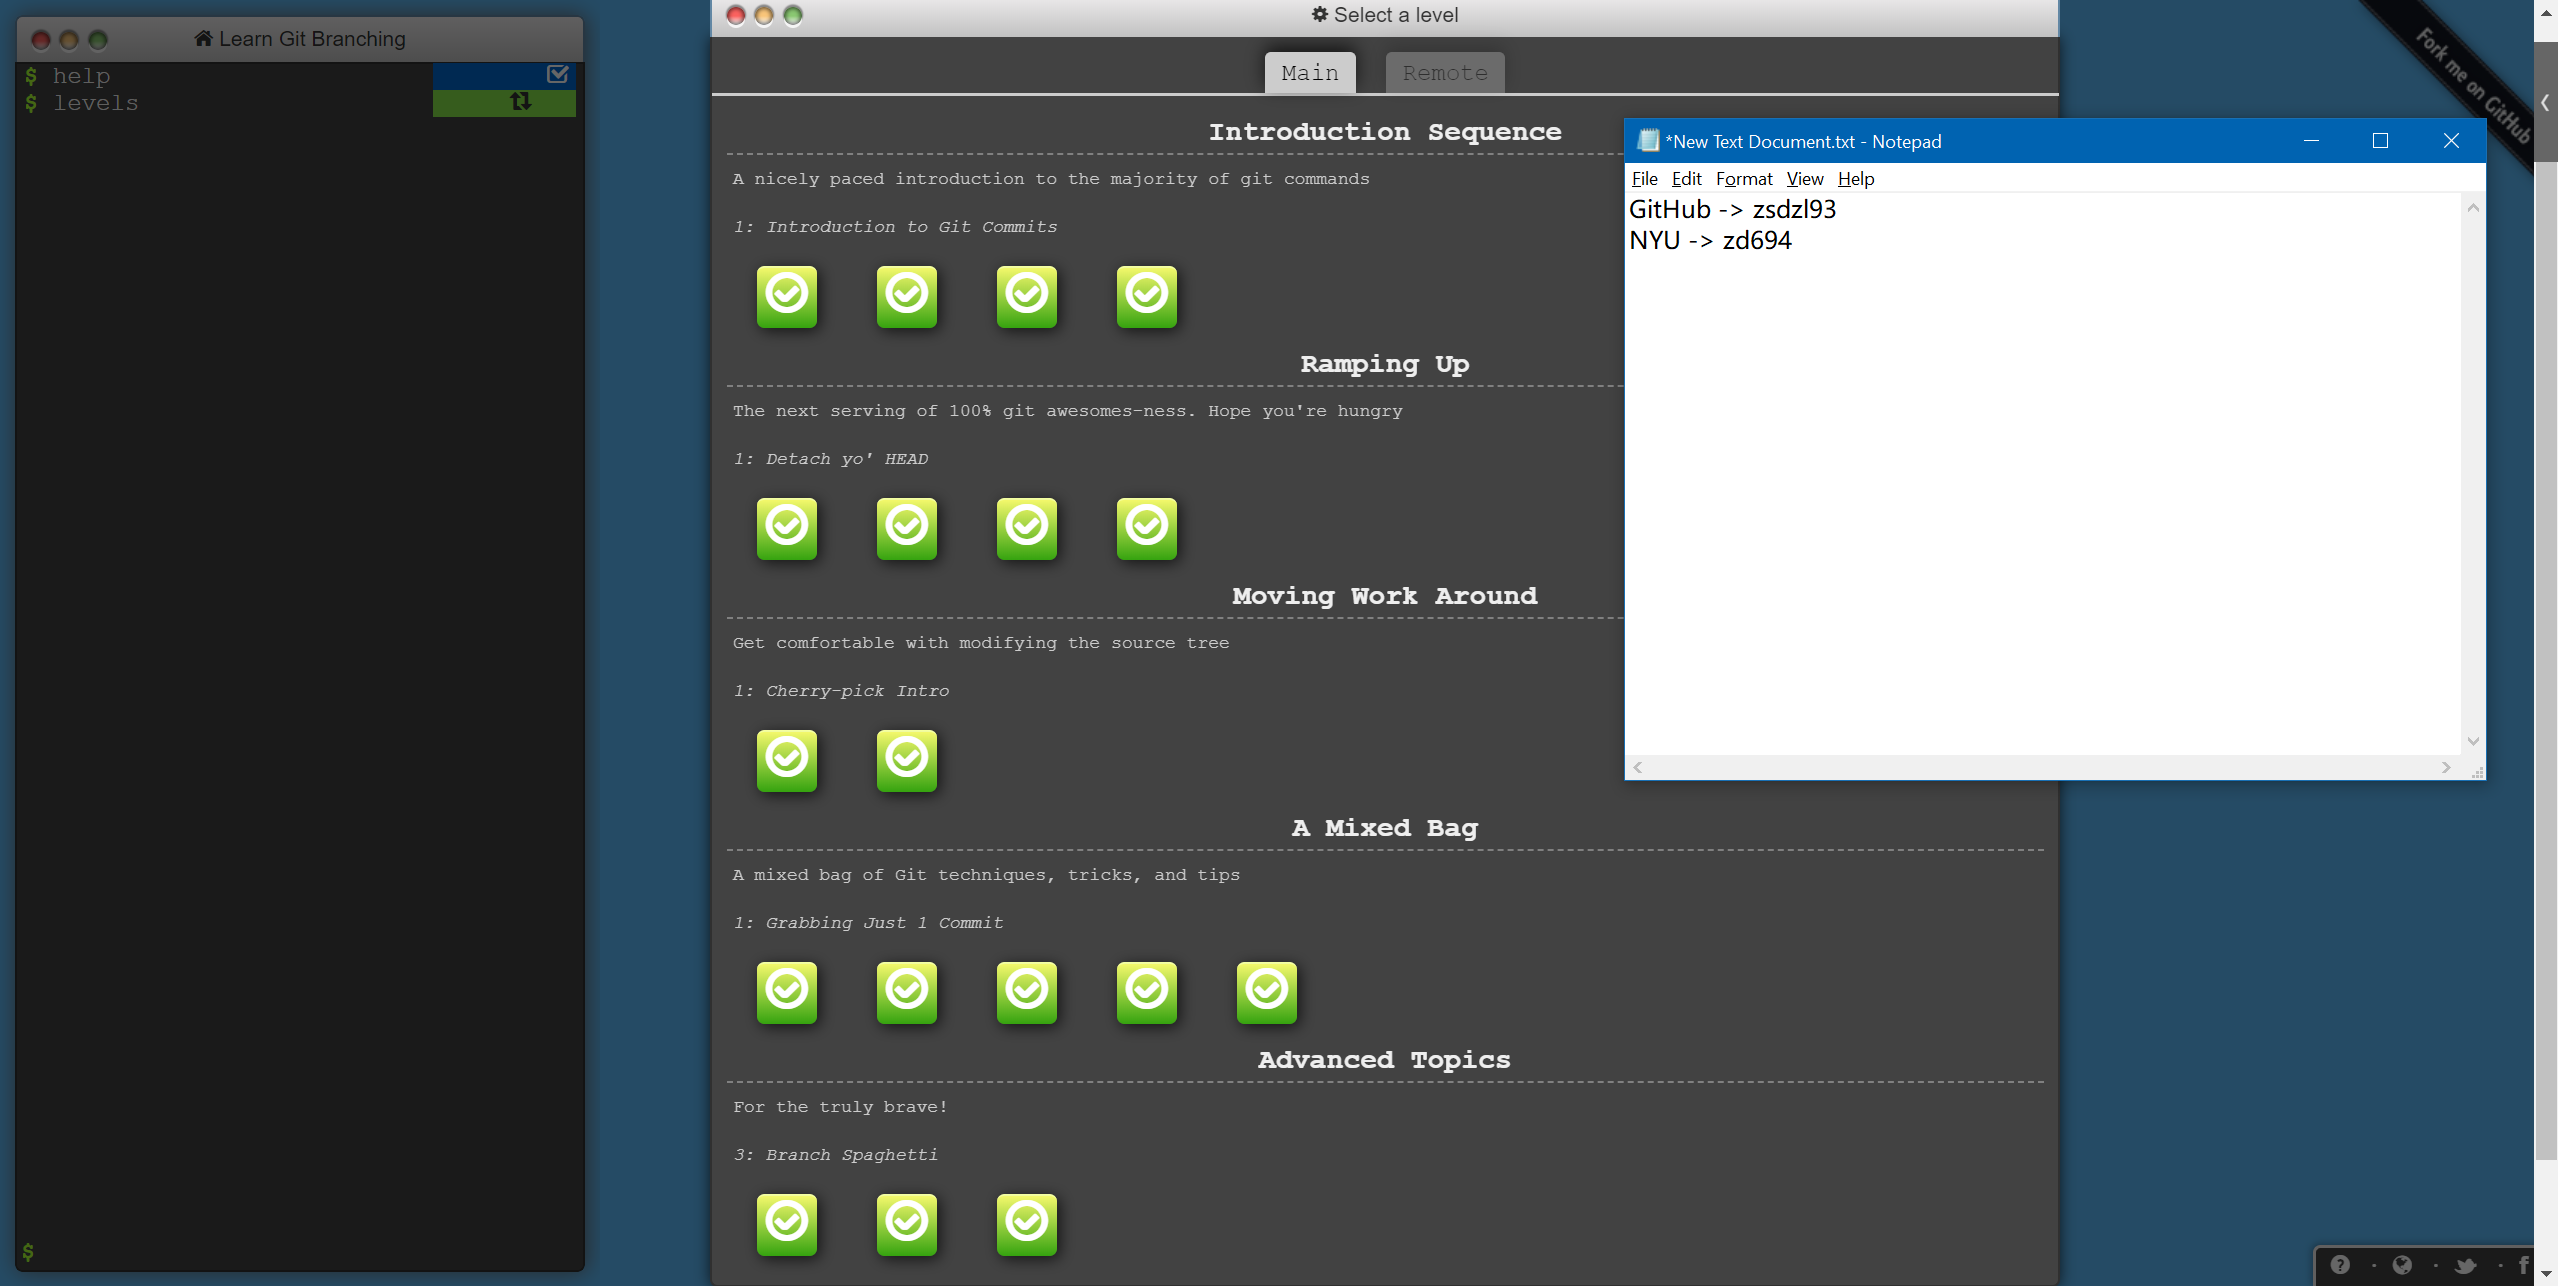 Learn Git Branching
$ help
$ levels
$
Select a level
Main Remote
Introduction Sequence
A nicely paced introduction to the majority of git commands
1: Introduction to Git Commits
Ramping Up
The next serving of 100% git awesomes-ness. Hope you're hungry
1: Detach yo' HEAD
Moving Work Around
Get comfortable with modifying the source tree
1: Cherry-pick Intro
A Mixed Bag
A mixed bag of Git techniques, tricks, and tips
1: Grabbing Just 1 Commit
Advanced Topics
For the truly brave!
3: Branch Spaghetti
*New Text Document.txt - Notepad
File Edit Format View Help
GitHub -> zsdzl93
NYU -> zd694
Fork me on GitHub